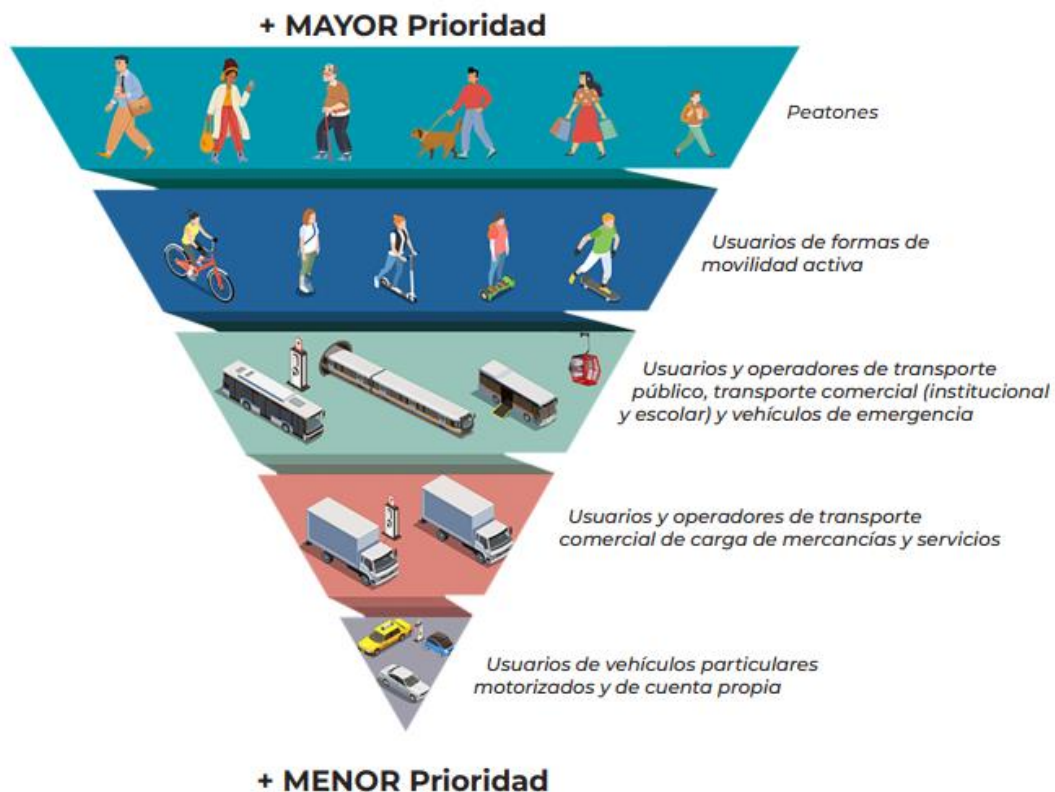 + MAYOR Prioridad
Peatones
Usuarios de formas de
movilidad activa
Usuarios y operadores de transporte
público, transporte comercial (institucional
y escolar) y vehículos de emergencia
Usuarios y operadores de transporte
comercial de carga de mercancías y servicios
Usuarios de vehículos particulares
motorizados y de cuenta propia
+ MENOR Prioridad